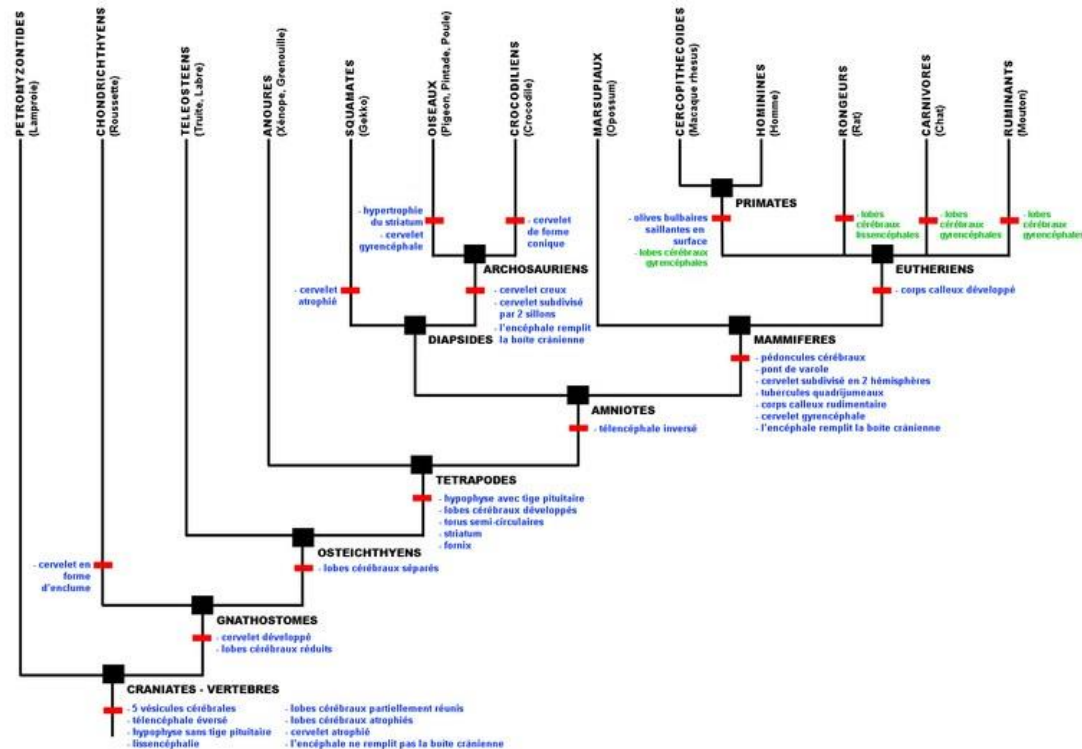 PETROMYZONTIDES
(Lamproie)
CHONDRICHTHYENS
(Roussette)
TELEOSTEENS
(Truite, Labre)
ANOURES
(Xénope, Grenouille)
SQUAMATES
(Gekko)
OISEAUX
(Pigeon, Pintade, Poule)
CROCODILIENS
(Crocodile)
MARSUPIAUX
(Opossum)
CERCOPITHECOIDES
(Macaque rhesus)
HOMININES
(Homme)
RONGEURS
(Rat)
CARNIVORES
(Chat)
RUMINANTS
(Mouton)
PRIMATES
- hypertrophie
du striatum
- cervelet
gyrencéphale
- cervelet
de forme
conique
- olives bulbaires
saillantes en
surface
- lobes cérébraux
gyrencéphales
- lobes
cérébraux
lissencéphales
- lobes
cérébraux
gyrencéphales
- lobes
cérébraux
gyrencéphales
ARCHOSAURIENS
EUTHERIENS
- cervelet
atrophié
- cervelet creux
- cervelet subdivisé
par 2 sillons
- l'encéphale remplit
la boîte crânienne
- corps calleux développé
DIAPSIDES
MAMMIFERES
- pédoncules cérébraux
- pont de varole
- cervelet subdivisé en 2 hémisphères
- tubercules quadrijumeaux
- corps calleux rudimentaire
- cervelet gyrencéphale
- l'encéphale remplit la boîte crânienne
AMNIOTES
- télencéphale inversé
TETRAPODES
- hypophyse avec tige pituitaire
- lobes cérébraux développés
- torus semi-circulaires
- striatum
- fornix
OSTEICHTHYENS
- lobes cérébraux séparés
- cervelet en
forme
d'enclume
GNATHOSTOMES
- cervelet développé
- lobes cérébraux réduits
CRANIATES - VERTEBRES
- 5 vésicules cérébrales
- télencéphale éversé
- hypophyse sans tige pituitaire
- lissencéphalie
- lobes cérébraux partiellement réunis
- lobes cérébraux atrophiés
- cervelet atrophié
- l'encéphale ne remplit pas la boîte crânienne